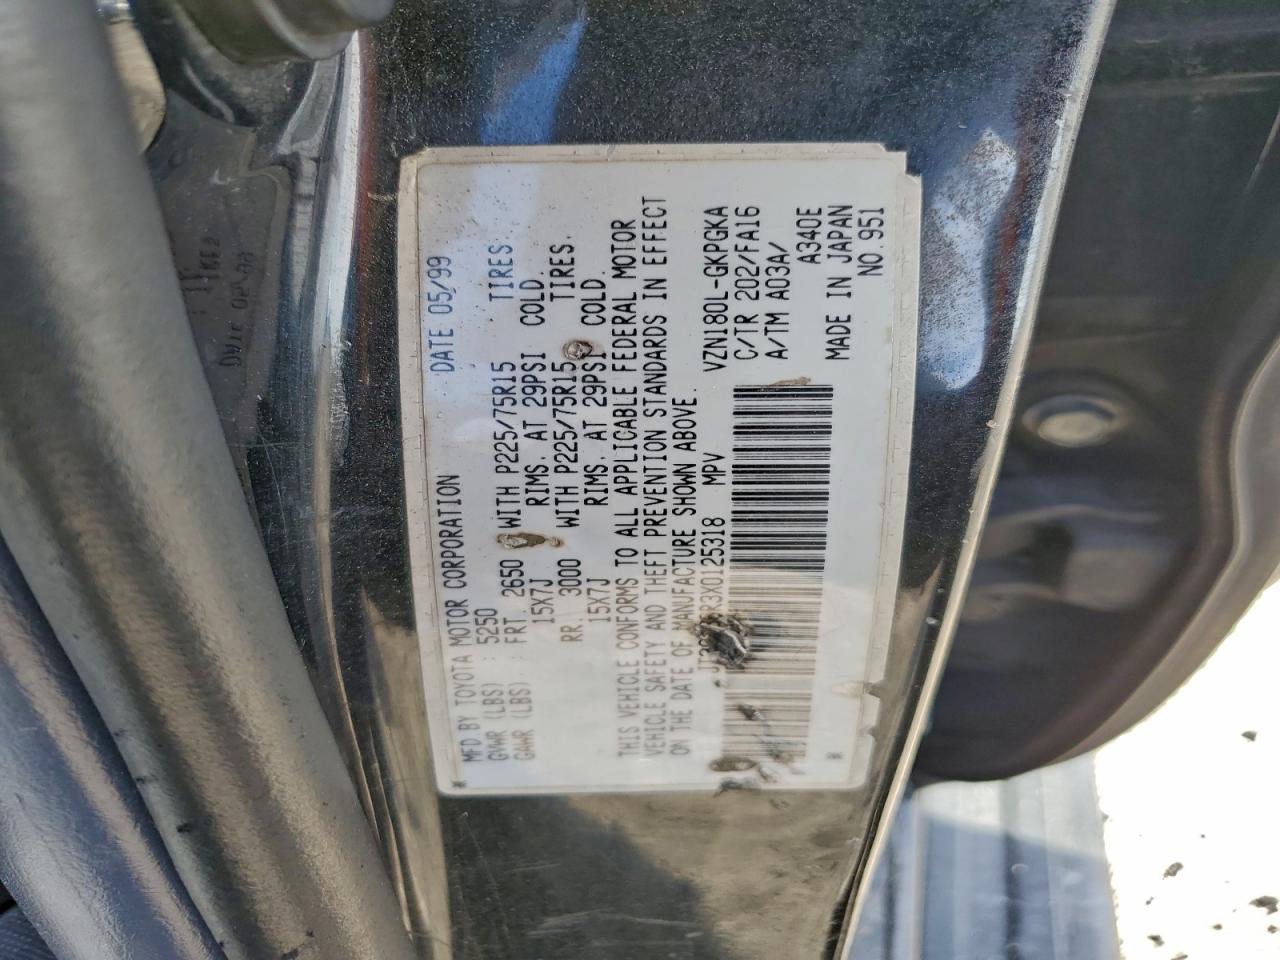 MFD BY TOYOTA MOTOR CORPORATION DATE 05/99
GVWR (LBS) : 5250
GAWR (LBS) : FRT. 2650 WITH P225/75R15 TIRES.
15X7J RIMS. AT 29PSI COLD.
RR. 3000 WITH P225/75R15 TIRES.
15X7J RIMS. AT 29PSI COLD.
THIS VEHICLE CONFORMS TO ALL APPLICABLE FEDERAL MOTOR
VEHICLE SAFETY AND THEFT PREVENTION STANDARDS IN EFFECT
ON THE DATE OF MANUFACTURE SHOWN ABOVE.
R3X0125318 MPV VZN180L-GKPGKA
C/TR 202/FA16
A/TM A03A/
A340E
MADE IN JAPAN
NO.951